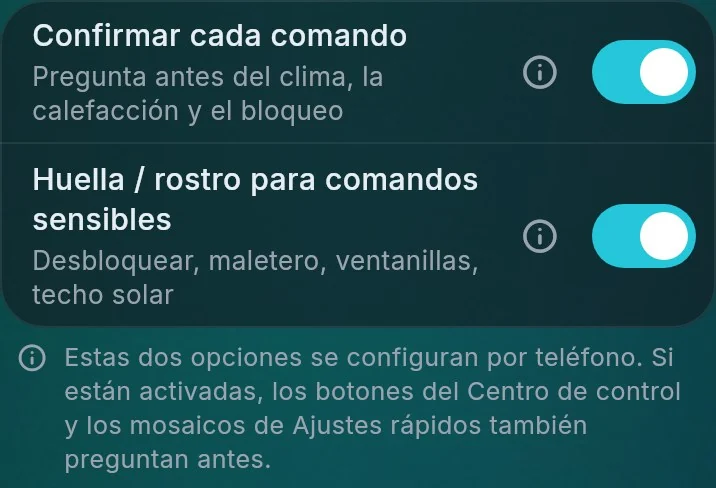 Confirmar cada comando
Pregunta antes del clima, la
calefacción y el bloqueo
Huella / rostro para comandos
sensibles
Desbloquear, maletero, ventanillas,
techo solar
Estas dos opciones se configuran por teléfono. Si
están activadas, los botones del Centro de control
y los mosaicos de Ajustes rápidos también
preguntan antes.